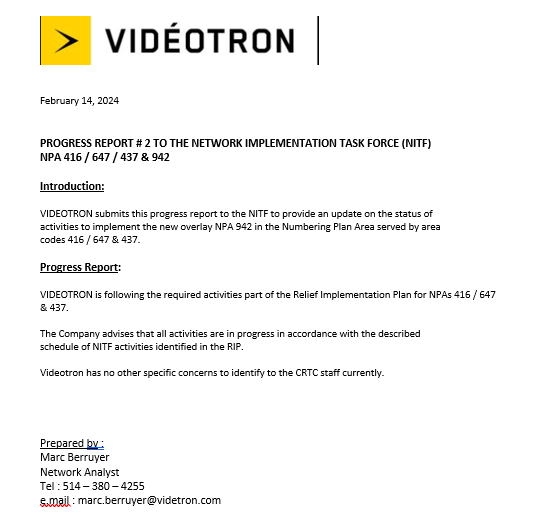 VIDÉOTRON
February 14, 2024
PROGRESS REPORT # 2 TO THE NETWORK IMPLEMENTATION TASK FORCE (NITF)
NPA 416 / 647 / 437 & 942
Introduction:
VIDEOTRON submits this progress report to the NITF to provide an update on the status of
activities to implement the new overlay NPA 942 in the Numbering Plan Area served by area
codes 416 / 647 & 437.
Progress Report:
VIDEOTRON is following the required activities part of the Relief Implementation Plan for NPAs 416 / 647
& 437.
The Company advises that all activities are in progress in accordance with the described
schedule of NITF activities identified in the RIP.
Videotron has no other specific concerns to identify to the CRTC staff currently.
Prepared by :
Marc Berruyer
Network Analyst
Tel : 514 – 380 – 4255
e.mail : marc.berruyer@videtron.com